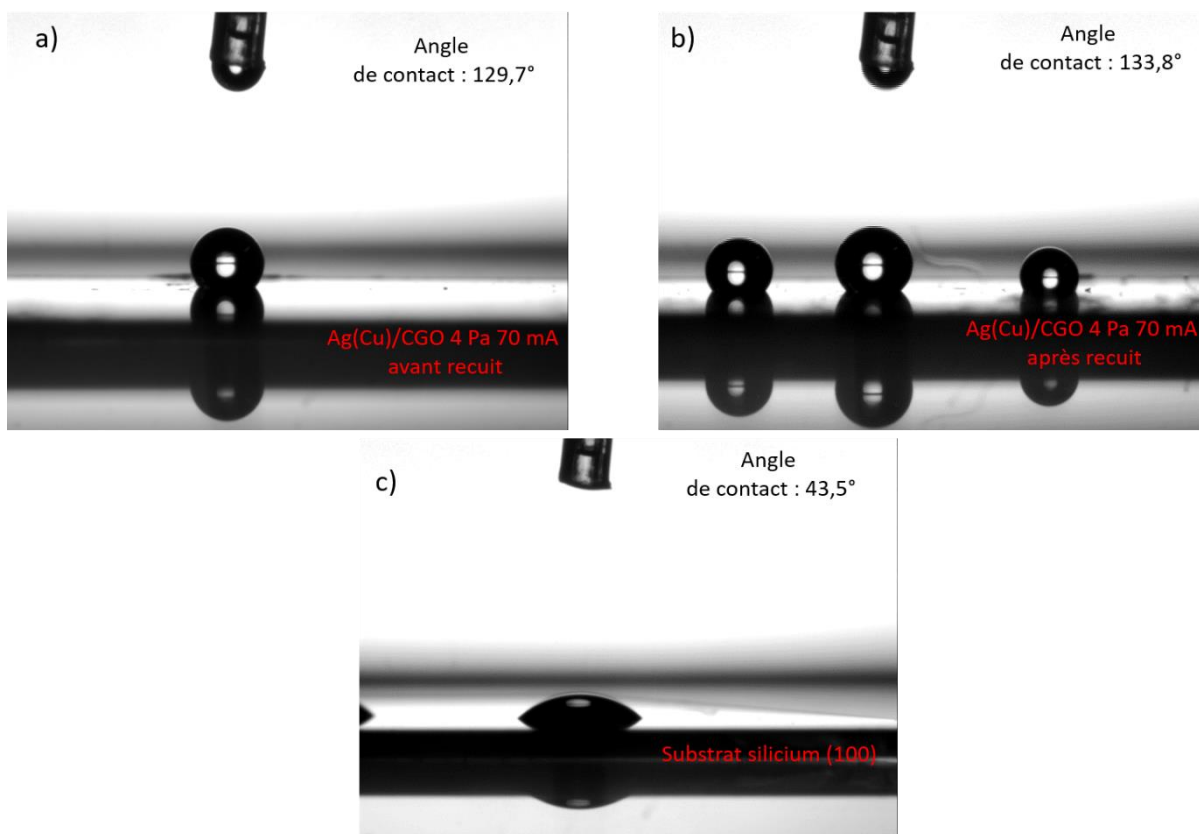 a)
Angle
de contact : 129,7°
Ag(Cu)/CGO 4 Pa 70 mA
avant recuit
b)
Angle
de contact : 133,8°
Ag(Cu)/CGO 4 Pa 70 mA
après recuit
c)
Angle
de contact : 43,5°
Substrat silicium (100)